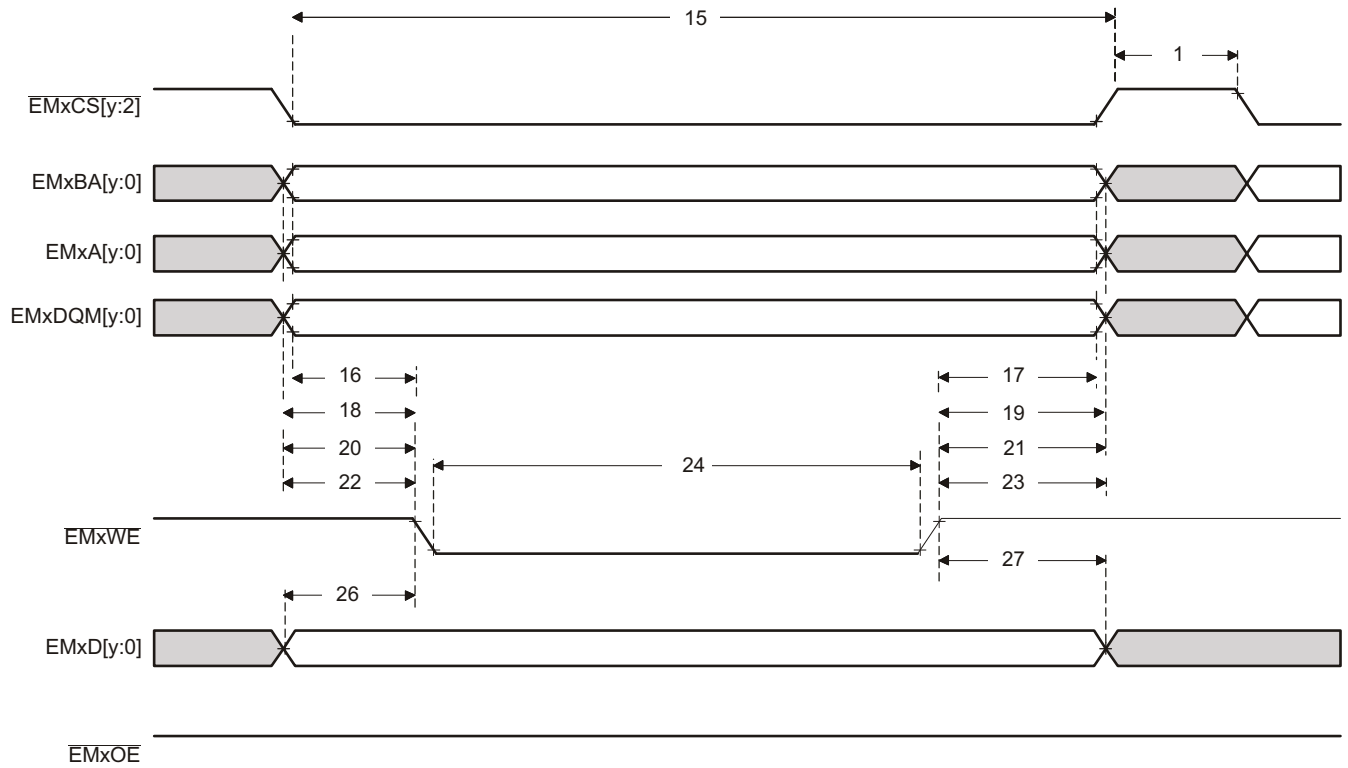 15
1
EMxCS[y:2]
EMxBA[y:0]
EMxA[y:0]
EMxDQM[y:0]
16 17
18 19
20 21
24
22 23
EMxWE
27
26
EMxD[y:0]
EMxOE